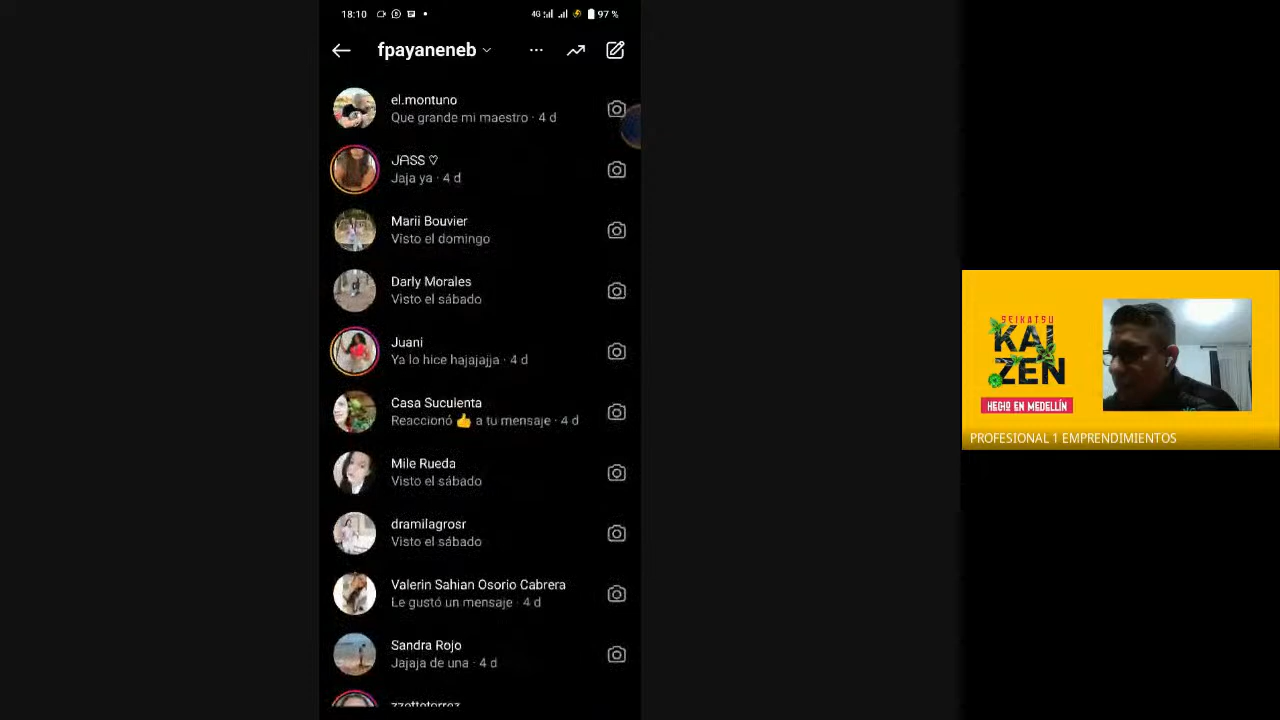 18:10
4G
97 %
fpayaneneb
el.montuno
Que grande mi maestro · 4 d
JASS ♡
Jaja ya · 4 d
Marii Bouvier
Visto el domingo
Darly Morales
Visto el sábado
Juani
Ya lo hice hajajajja · 4 d
Casa Suculenta
Reaccionó 👍 a tu mensaje · 4 d
Mile Rueda
Visto el sábado
dramilagrosr
Visto el sábado
Valerin Sahian Osorio Cabrera
Le gustó un mensaje · 4 d
Sandra Rojo
Jajaja de una · 4 d
SEIKATSU
KAI
ZEN
HECHO EN MEDELLÍN
PROFESIONAL 1 EMPRENDIMIENTOS